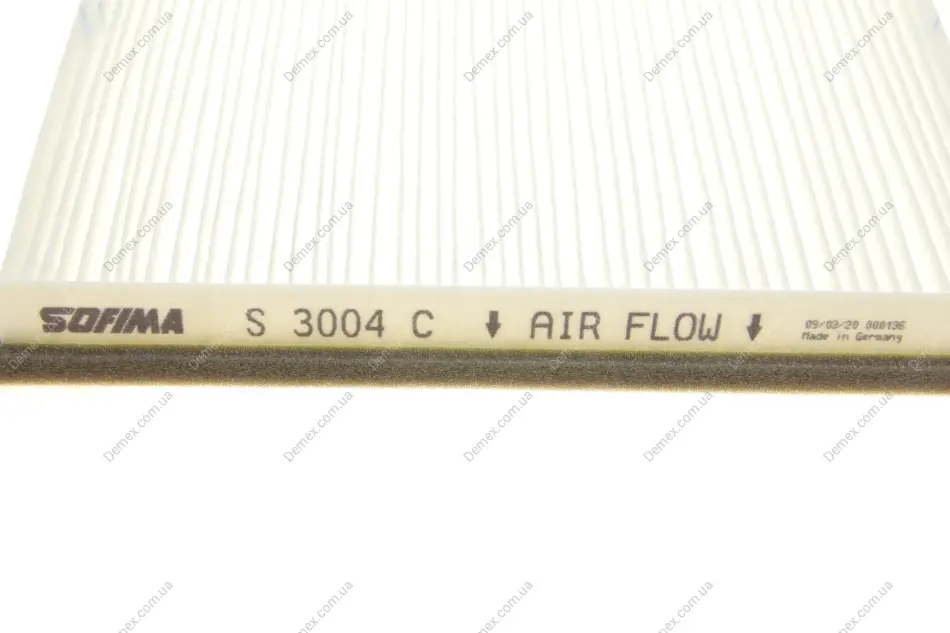 SOFIMA S 3004 C ↓ AIR FLOW ↓
09/03/20 000136
Made in Germany
Demex.com.ua